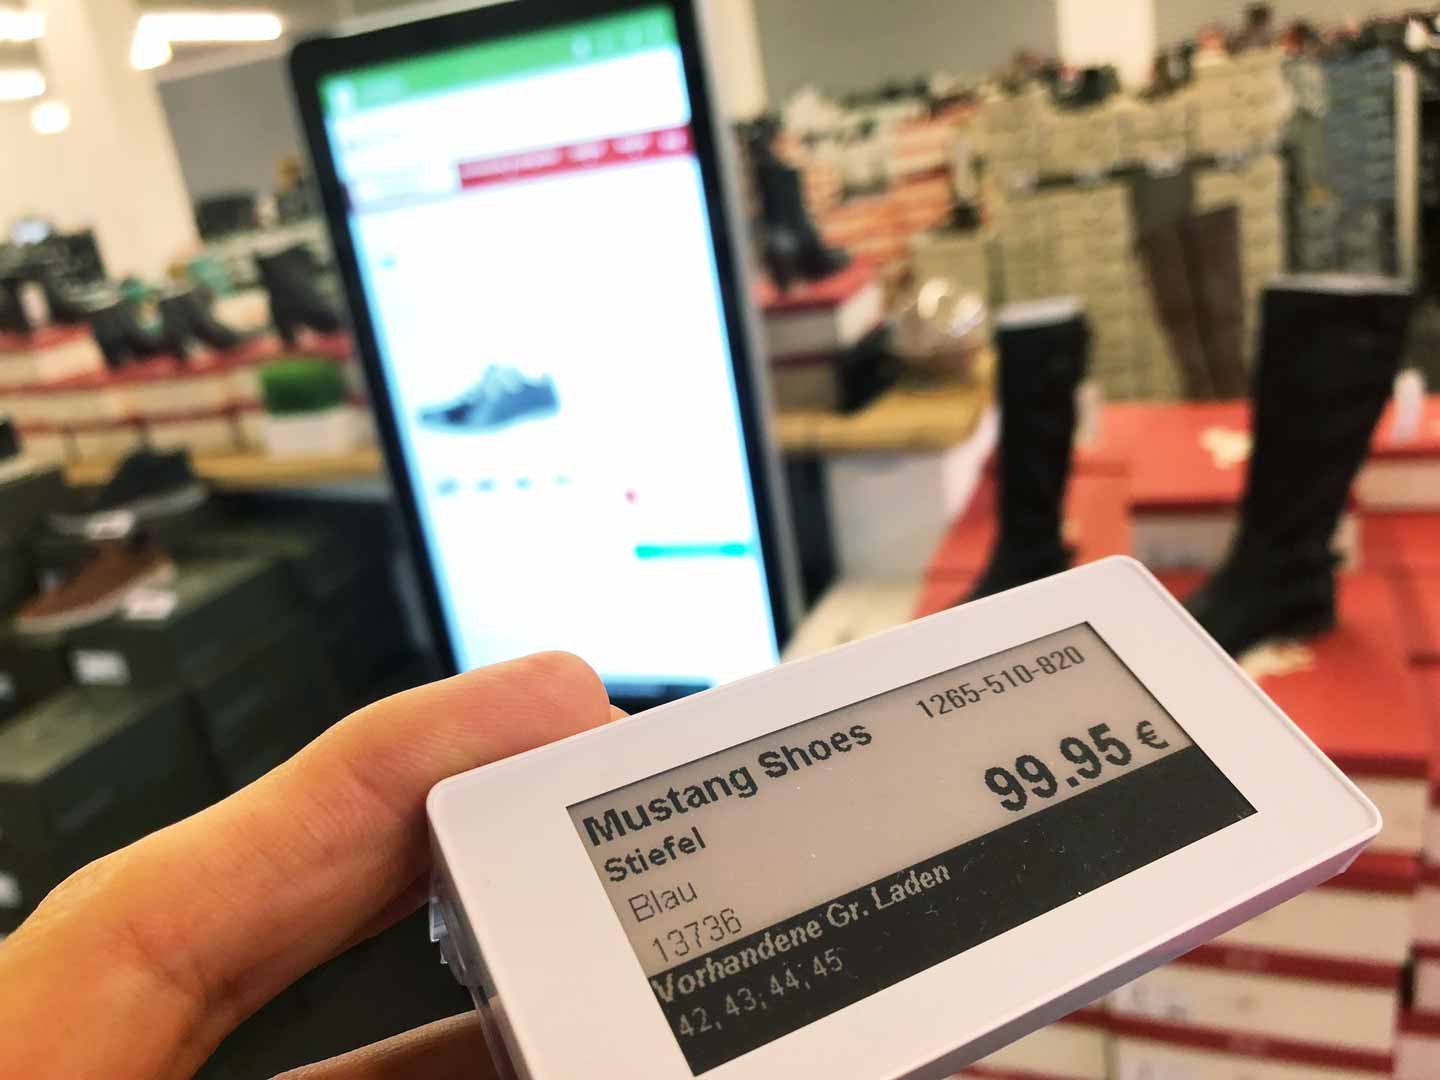 Mustang Shoes
1265-510-820
Stiefel
99.95 €
Blau
13736
Vorhandene Gr. Laden
42, 43, 44, 45